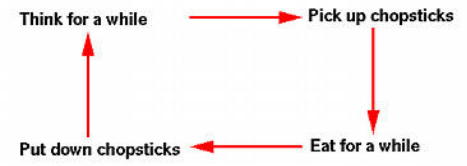 Think for a while
Pick up chopsticks
Eat for a while
Put down chopsticks